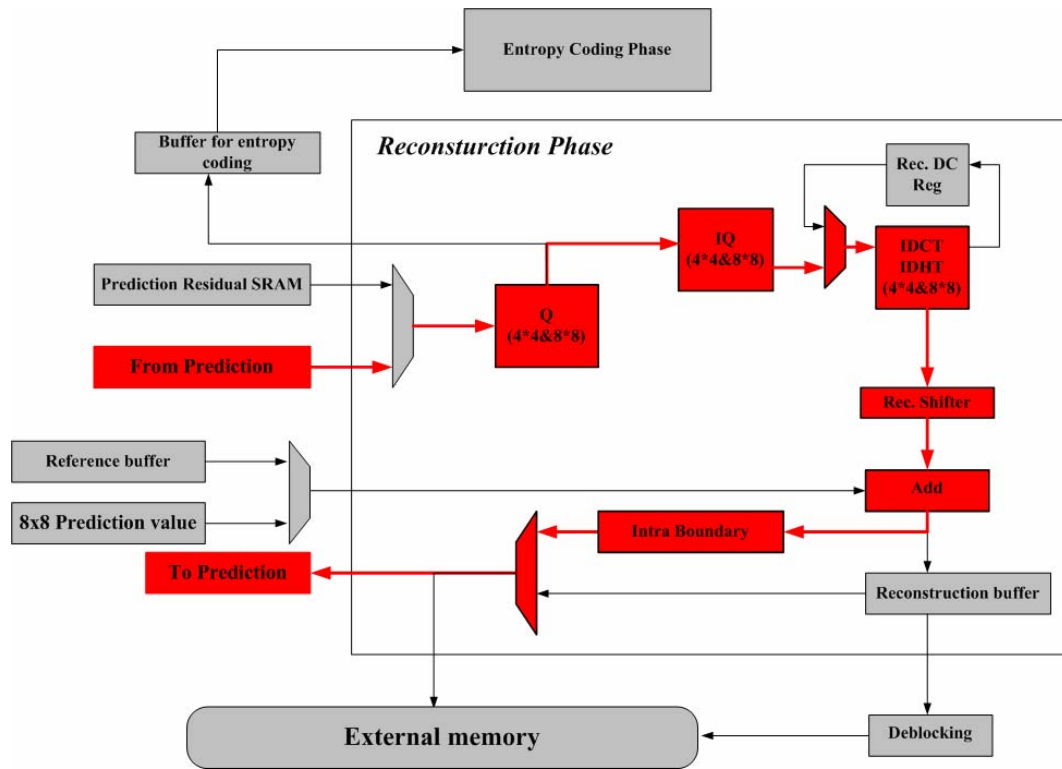 Entropy Coding Phase
Buffer for entropy
coding
Reconsturction Phase
Rec. DC
Reg
IQ
(4*4&8*8)
IDCT
IDHT
(4*4&8*8)
Prediction Residual SRAM
Q
(4*4&8*8)
From Prediction
Rec. Shifter
Reference buffer
Add
8x8 Prediction value
Intra Boundary
To Prediction
Reconstruction buffer
External memory
Deblocking